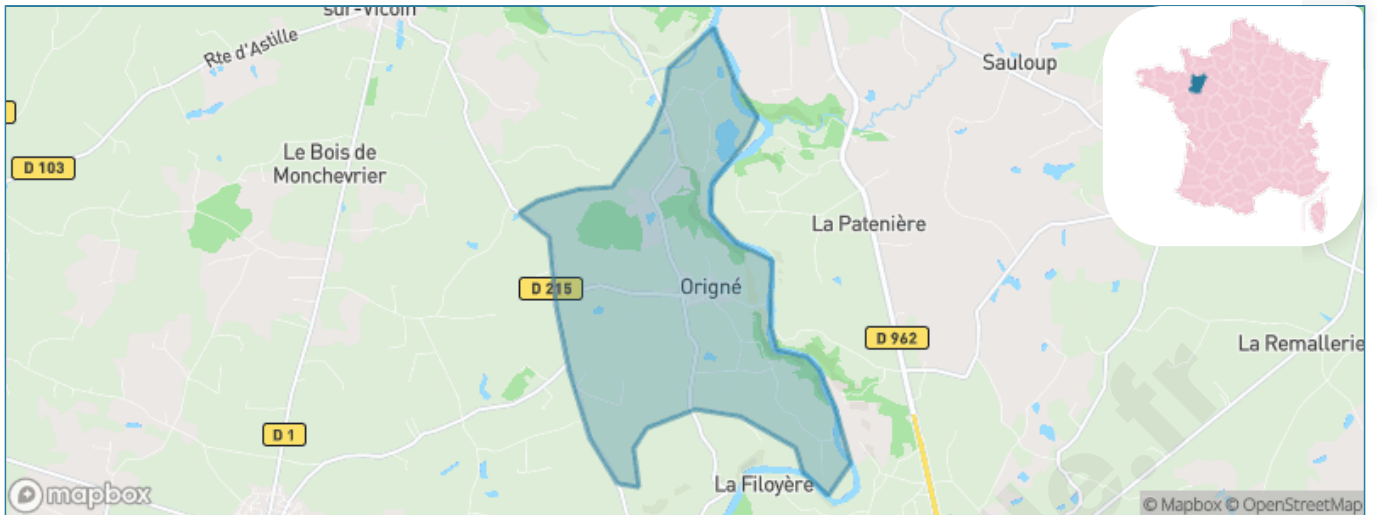 sur-Vicoin
Rte d'Astille
Sauloup
D 103
Le Bois de
Monchevrier
La Patenière
D 215
Origné
D 962
La Remallerie
D 1
La Filoyère
mapbox
© Mapbox © OpenStreetMap
e.fr